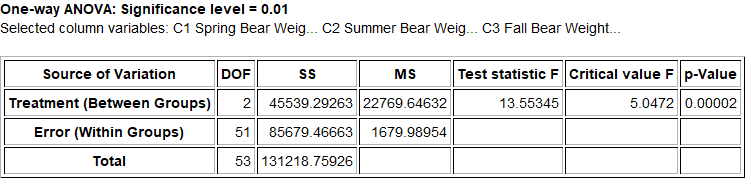 One-way ANOVA: Significance level = 0.01
Selected column variables: C1 Spring Bear Weig... C2 Summer Bear Weig... C3 Fall Bear Weight...
Source of Variation DOF SS MS Test statistic F Critical value F p-Value
Treatment (Between Groups) 2 45539.29263 22769.64632 13.55345 5.0472 0.00002
Error (Within Groups) 51 85679.46663 1679.98954
Total 53 131218.75926